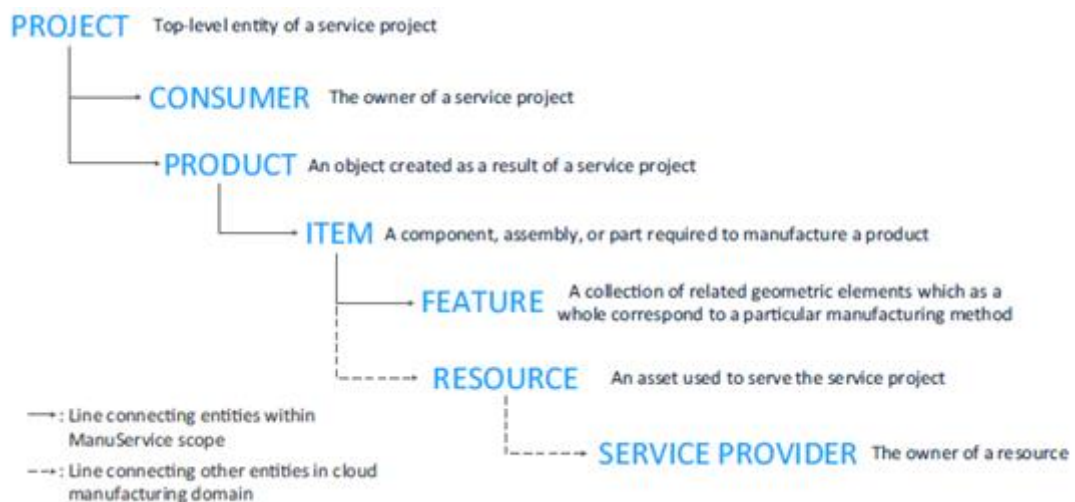 PROJECT Top-level entity of a service project
CONSUMER The owner of a service project
PRODUCT An object created as a result of a service project
ITEM A component, assembly, or part required to manufacture a product
FEATURE A collection of related geometric elements which as a
whole correspond to a particular manufacturing method
RESOURCE An asset used to serve the service project
: Line connecting entities within
ManuService scope
SERVICE PROVIDER The owner of a resource
: Line connecting other entities in cloud
manufacturing domain